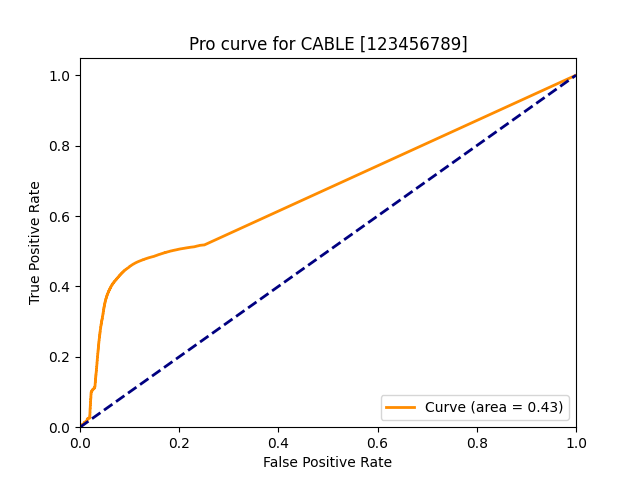 Pro curve for CABLE [123456789]
True Positive Rate
1.0
0.8
0.6
0.4
0.2
0.0
Curve (area = 0.43)
0.0 0.2 0.4 0.6 0.8 1.0
False Positive Rate